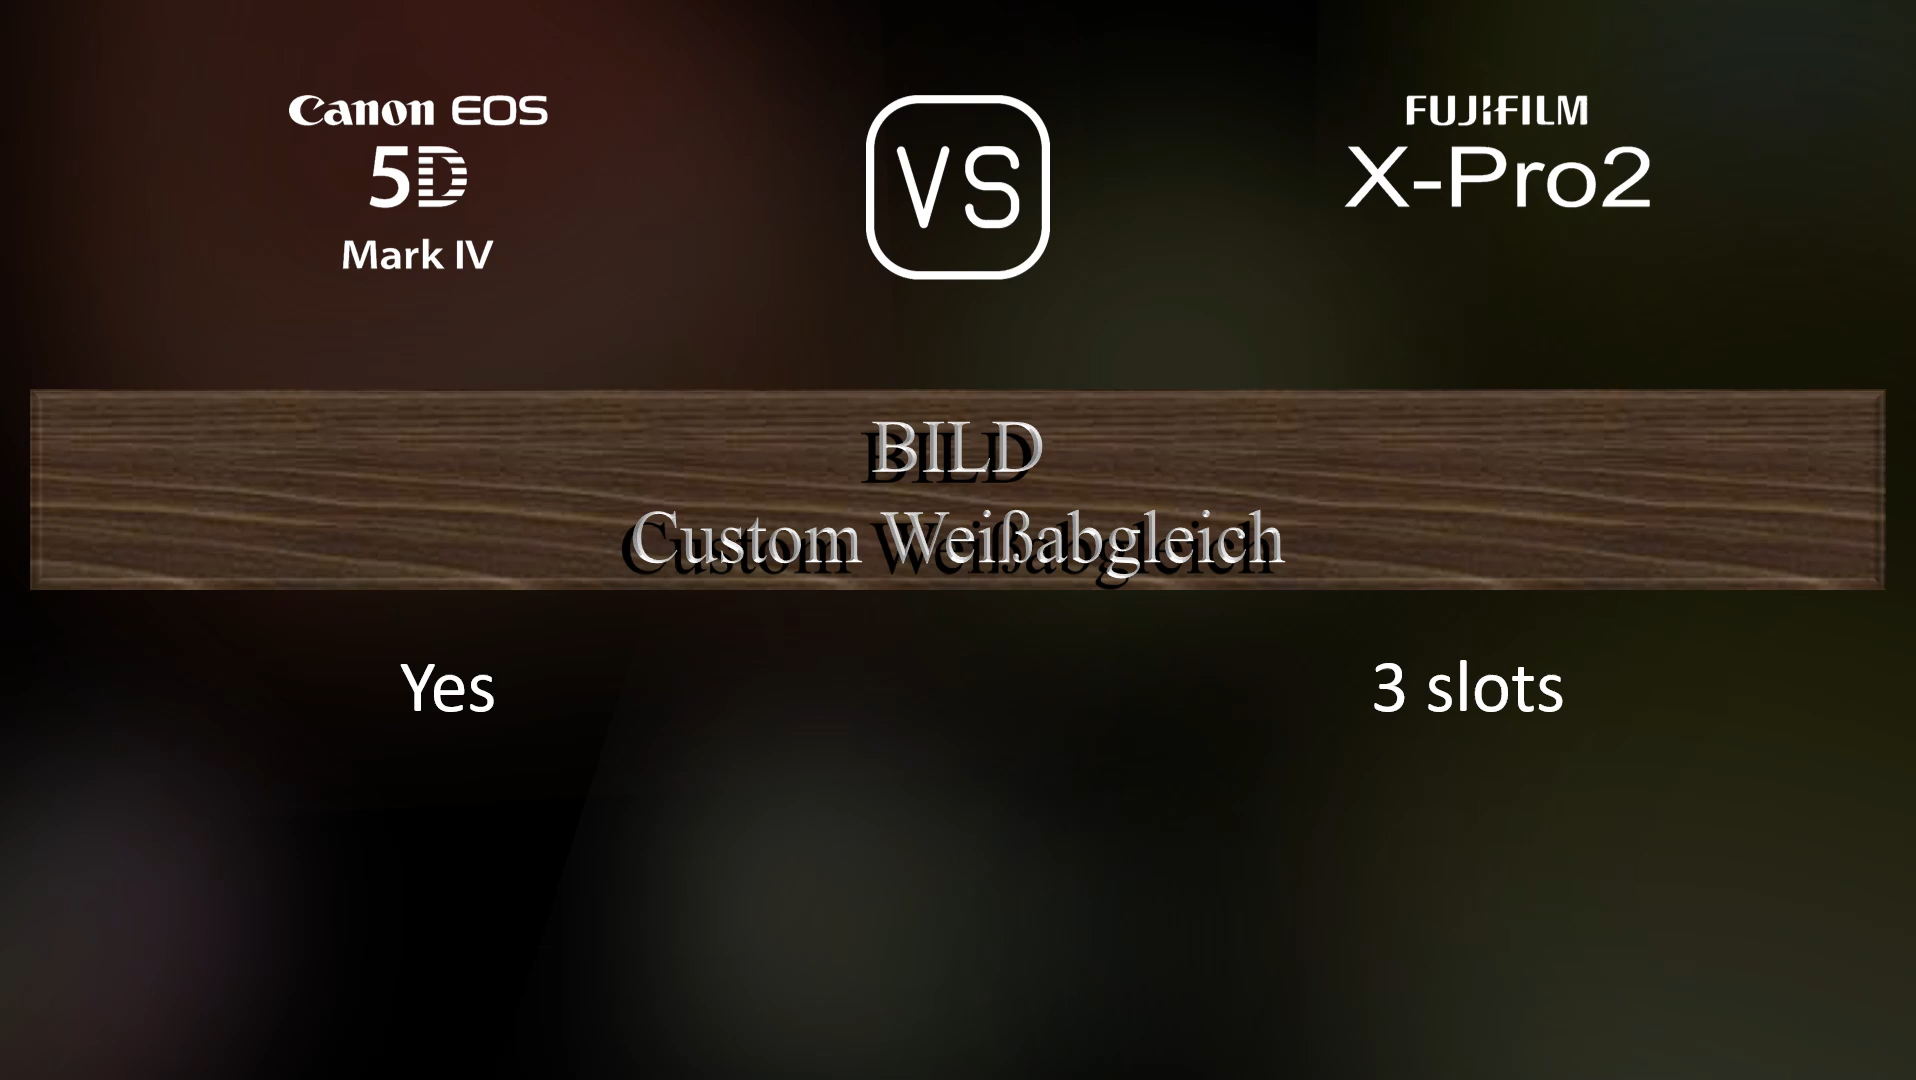 Canon EOS
5D
Mark IV
VS
FUJIFILM
X-Pro2
BILD
Custom Weißabgleich
Yes
3 slots